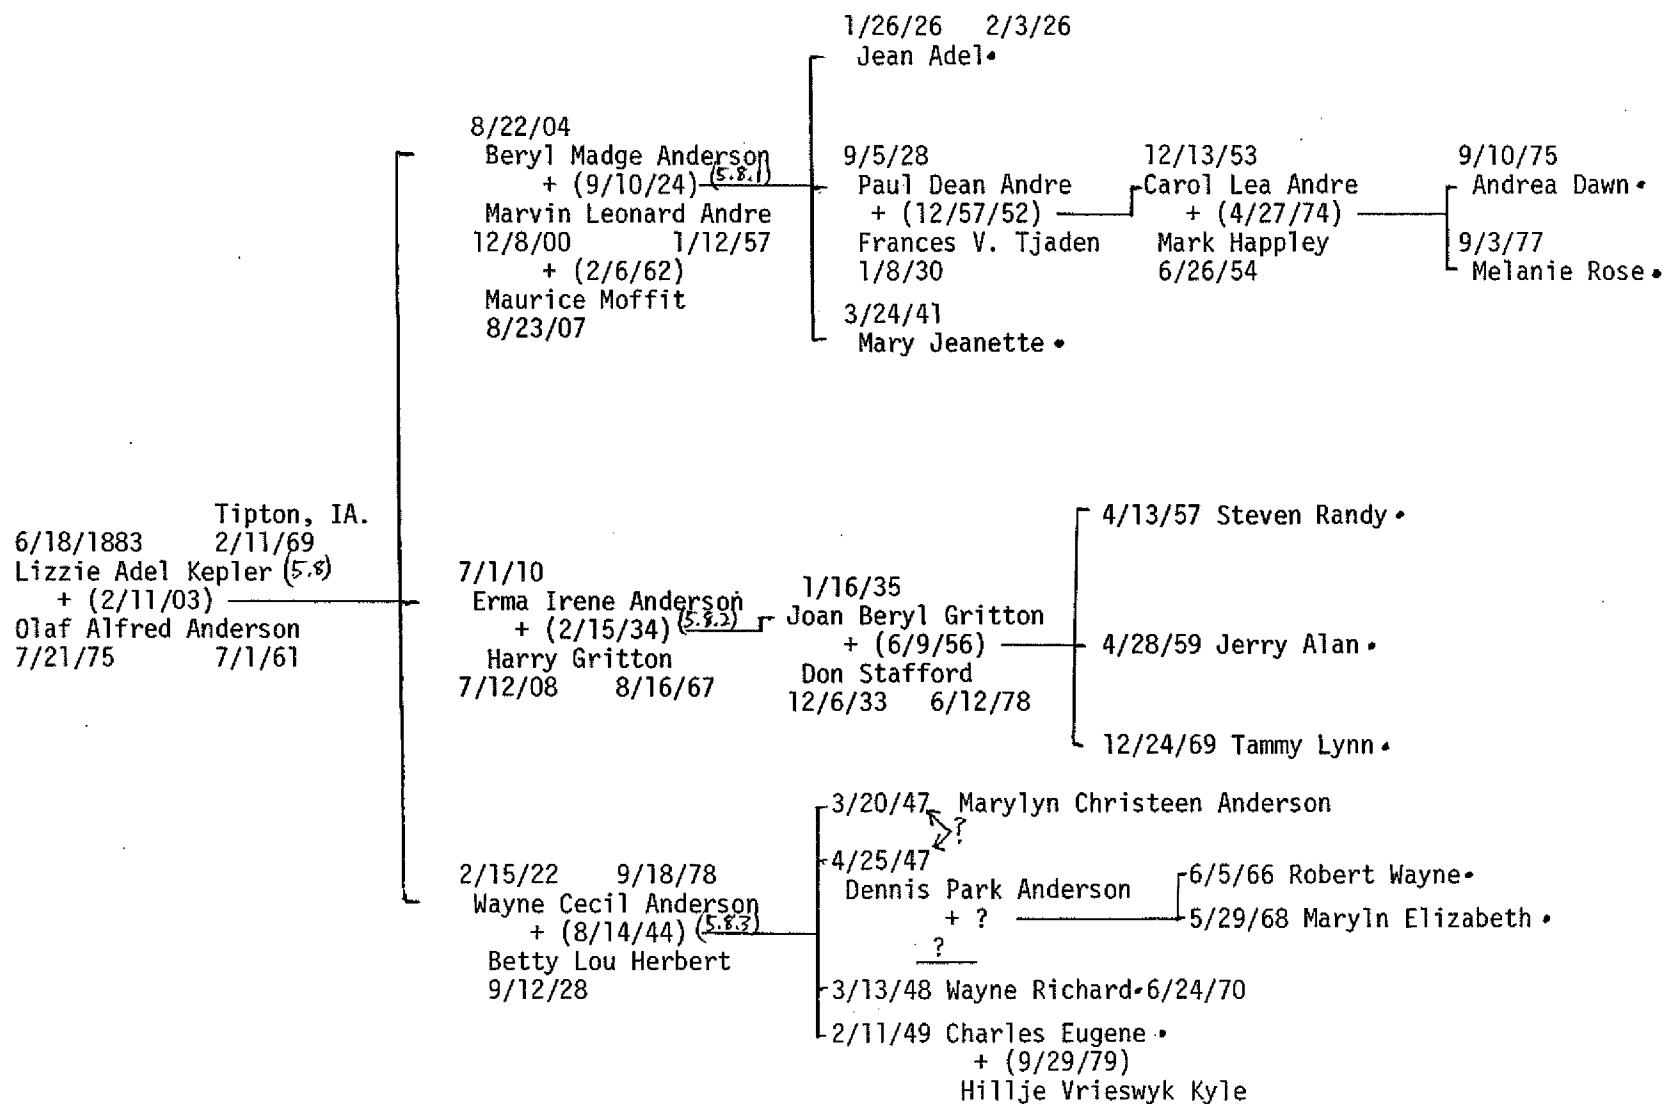 Tipton, IA.
6/18/1883 2/11/69
Lizzie Adel Kepler (5.8)
+ (2/11/03)
Olaf Alfred Anderson
7/21/75 7/1/61
8/22/04
Beryl Madge Anderson
+ (9/10/24) (5.8.1)
Marvin Leonard Andre
12/8/00 1/12/57
+ (2/6/62)
Maurice Moffit
8/23/07
1/26/26 2/3/26
Jean Adel•
9/5/28
Paul Dean Andre
+ (12/57/52)
Frances V. Tjaden
1/8/30
3/24/41
Mary Jeanette •
12/13/53
Carol Lea Andre
+ (4/27/74)
Mark Happley
6/26/54
9/10/75
Andrea Dawn •
9/3/77
Melanie Rose •
7/1/10
Erma Irene Anderson
+ (2/15/34) (5.8.2)
Harry Gritton
7/12/08 8/16/67
1/16/35
Joan Beryl Gritton
+ (6/9/56)
Don Stafford
12/6/33 6/12/78
4/13/57 Steven Randy •
4/28/59 Jerry Alan •
12/24/69 Tammy Lynn •
2/15/22 9/18/78
Wayne Cecil Anderson
+ (8/14/44) (5.8.3)
Betty Lou Herbert
9/12/28
3/20/47 Marylyn Christeen Anderson
?
4/25/47
Dennis Park Anderson
+ ?
?
6/5/66 Robert Wayne•
5/29/68 Maryln Elizabeth •
3/13/48 Wayne Richard•6/24/70
2/11/49 Charles Eugene •
+ (9/29/79)
Hillje Vrieswyk Kyle